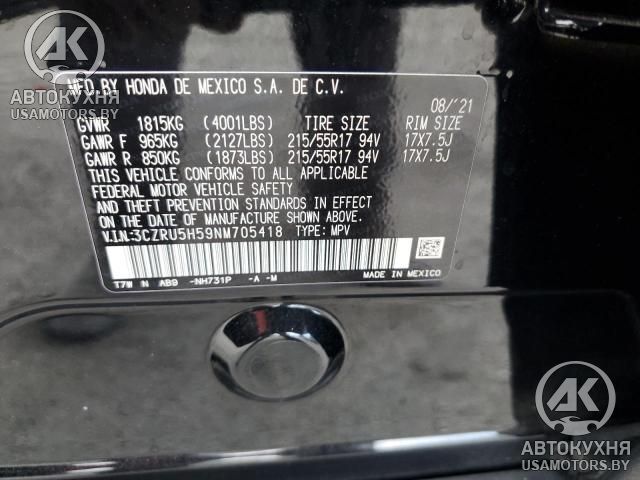 AK
АВТОКУХНЯ
USAMOTORS.BY
MFD.BY HONDA DE MEXICO S.A. DE C.V.
08/'21
GVWR 1815KG (4001LBS) TIRE SIZE RIM SIZE
GAWR F 965KG (2127LBS) 215/55R17 94V 17X7.5J
GAWR R 850KG (1873LBS) 215/55R17 94V 17X7.5J
THIS VEHICLE CONFORMS TO ALL APPLICABLE
FEDERAL MOTOR VEHICLE SAFETY
AND THEFT PREVENTION STANDARDS IN EFFECT
ON THE DATE OF MANUFACTURE SHOWN ABOVE.
V.I.N:3CZRU5H59NM705418 TYPE: MPV
T7W N AB9 -NH731P -A -M MADE IN MEXICO
AK
АВТОКУХНЯ
USAMOTORS.BY